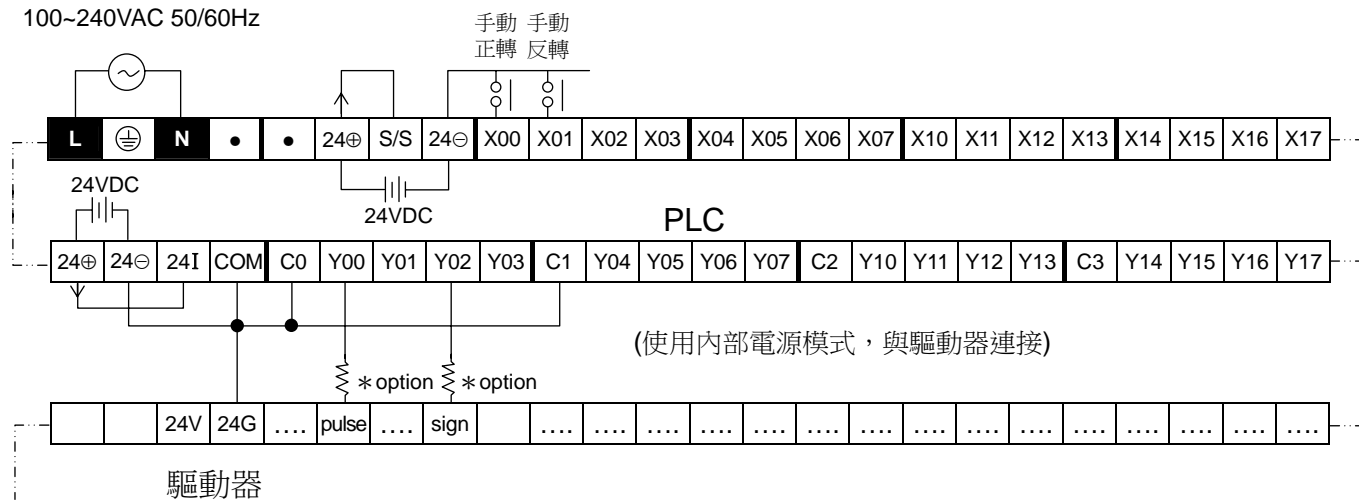 100~240VAC 50/60Hz
手動 手動
正轉 反轉
L N • • 24⊕ S/S 24⊖ X00 X01 X02 X03 X04 X05 X06 X07 X10 X11 X12 X13 X14 X15 X16 X17
24VDC
24VDC
PLC
24⊕ 24⊖ 24I COM C0 Y00 Y01 Y02 Y03 C1 Y04 Y05 Y06 Y07 C2 Y10 Y11 Y12 Y13 C3 Y14 Y15 Y16 Y17
(使用內部電源模式，與驅動器連接)
＊option ＊option
24V 24G .... pulse .... sign .... .... .... .... .... .... .... .... .... .... .... .... .... .... ....
驅動器